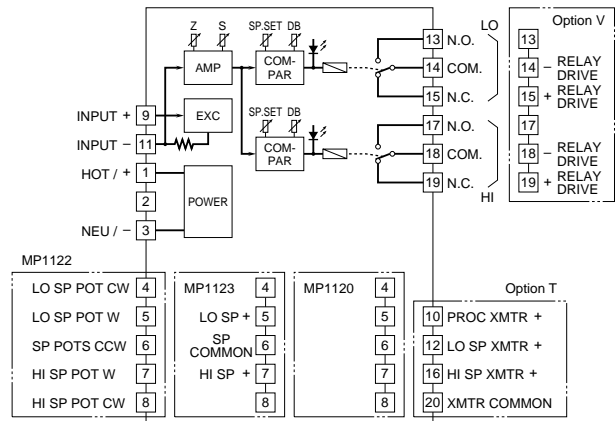 Z S SP.SET DB LO Option V
13 N.O. 13
AMP COM-
PAR 14 COM. 14 − RELAY
DRIVE
15 N.C. 15 + RELAY
DRIVE
INPUT + 9 EXC SP.SET DB 17 N.O. 17
INPUT − 11 COM-
PAR 18 COM. 18 − RELAY
DRIVE
HOT / + 1 19 N.C. 19 + RELAY
DRIVE
2 POWER HI
NEU / − 3
MP1122
LO SP POT CW 4
LO SP POT W 5
SP POTS CCW 6
HI SP POT W 7
HI SP POT CW 8
MP1123 4
LO SP + 5
SP
COMMON 6
HI SP + 7
8
MP1120 4
5
6
7
8
Option T
10 PROC XMTR +
12 LO SP XMTR +
16 HI SP XMTR +
20 XMTR COMMON